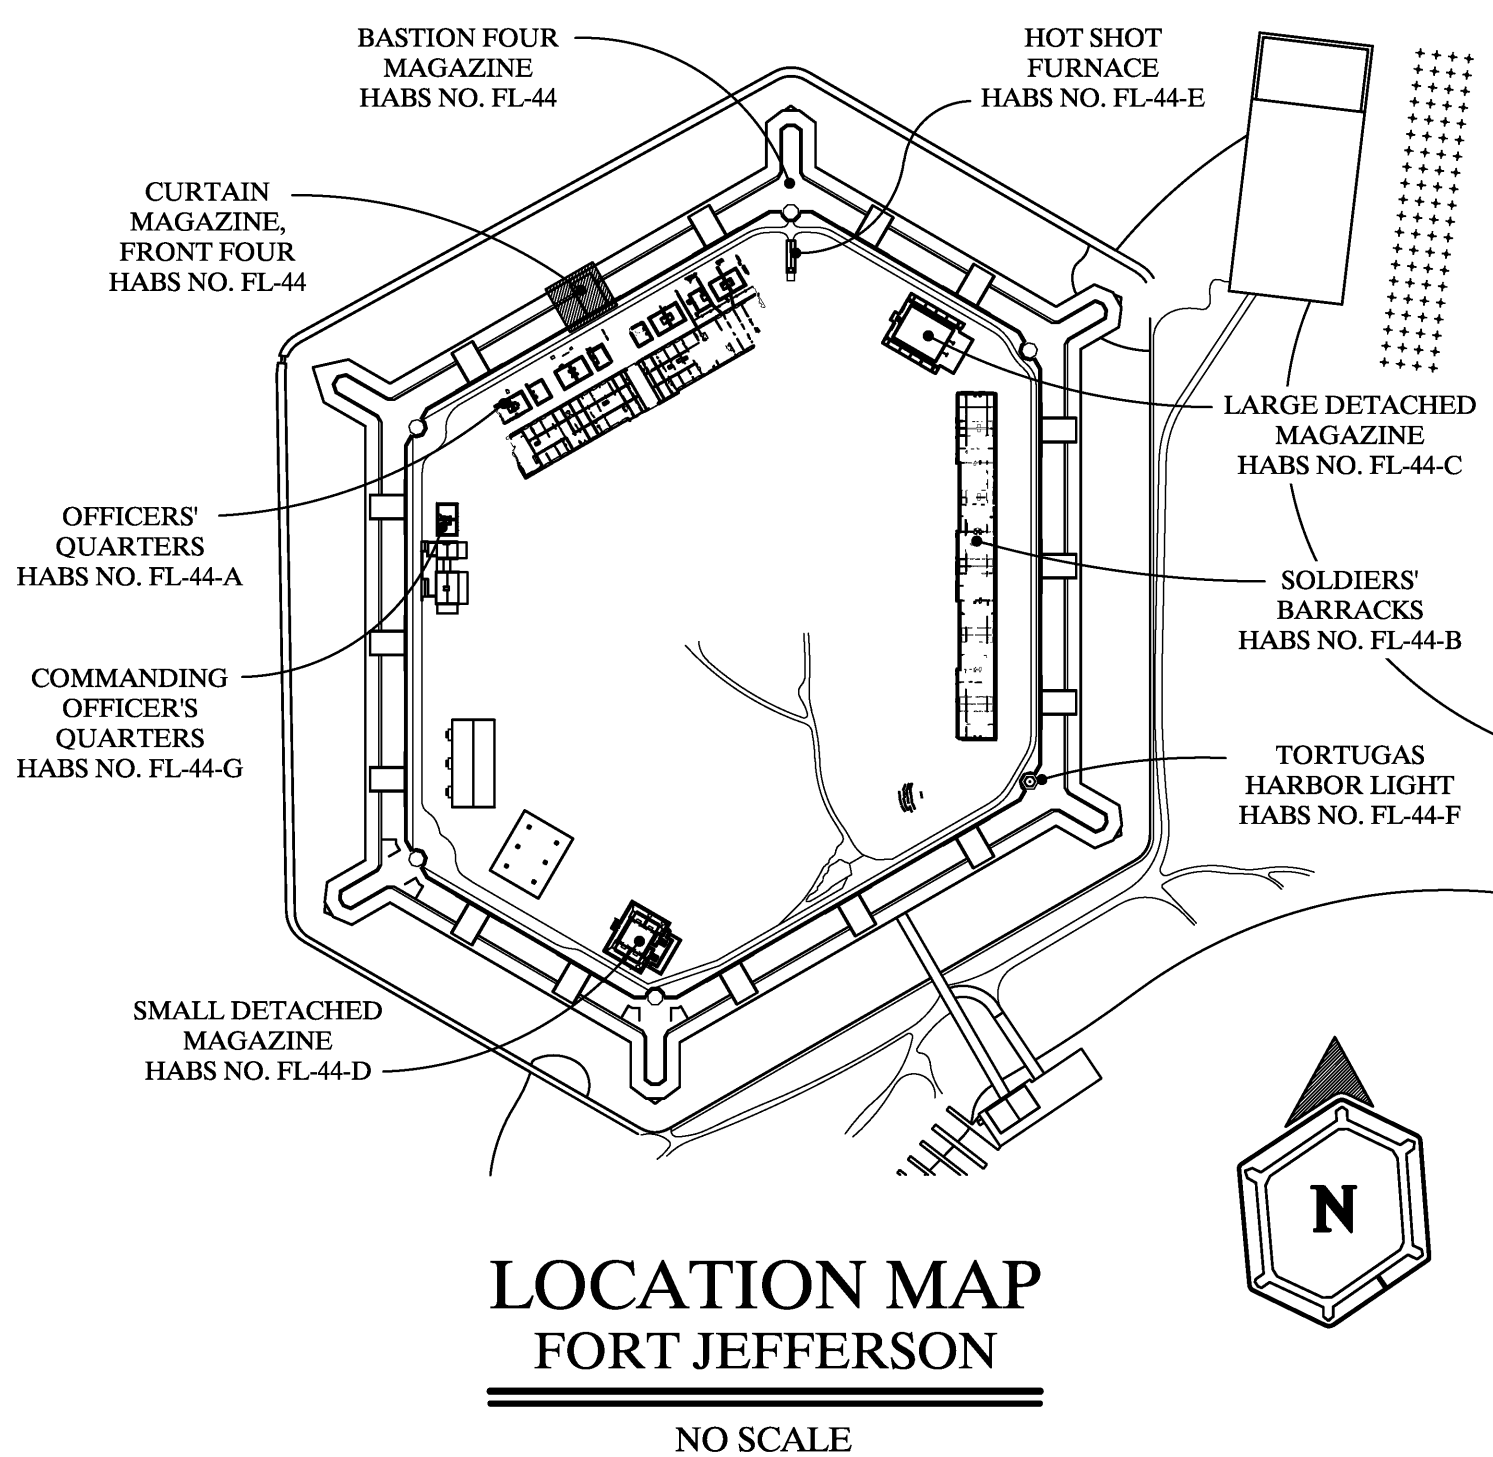 BASTION FOUR
MAGAZINE
HABS NO. FL-44
HOT SHOT
FURNACE
HABS NO. FL-44-E
CURTAIN
MAGAZINE,
FRONT FOUR
HABS NO. FL-44
LARGE DETACHED
MAGAZINE
HABS NO. FL-44-C
OFFICERS'
QUARTERS
HABS NO. FL-44-A
SOLDIERS'
BARRACKS
HABS NO. FL-44-B
COMMANDING
OFFICER'S
QUARTERS
HABS NO. FL-44-G
TORTUGAS
HARBOR LIGHT
HABS NO. FL-44-F
SMALL DETACHED
MAGAZINE
HABS NO. FL-44-D
N
LOCATION MAP
FORT JEFFERSON
NO SCALE